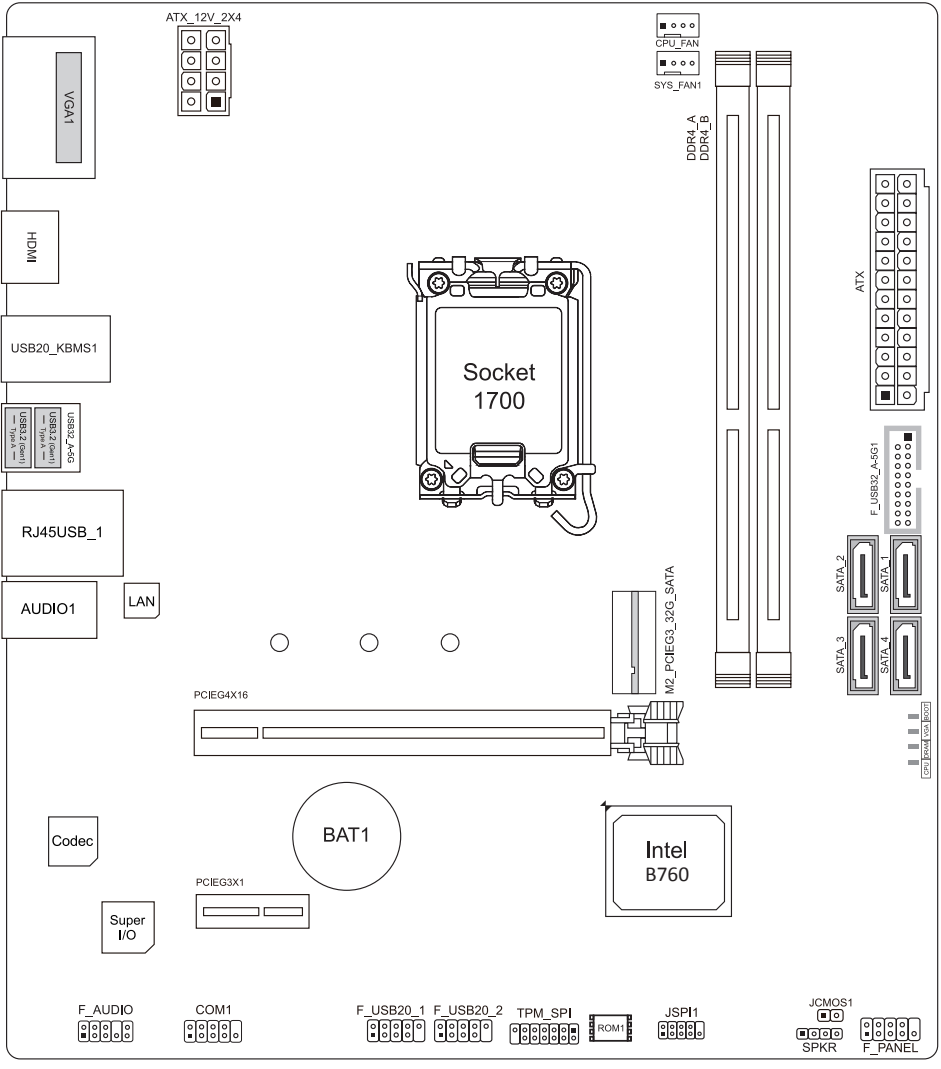 ATX_12V_2X4
CPU_FAN
SYS_FAN1
VGA1
DDR4_A
DDR4_B
HDMI
ATX
USB20_KBMS1
Socket
1700
USB3.2 (Gen1)
Type A
USB3.2 (Gen1)
Type A
USB32_A-5G
F_USB32_A-5G1
RJ45USB_1
SATA_2
SATA_1
AUDIO1
LAN
M2_PCIEG3_32G_SATA
SATA_3
SATA_4
PCIEG4X16
CPU DRAM VGA BOOT
BAT1
Codec
Intel
B760
PCIEG3X1
Super
I/O
F_AUDIO
COM1
F_USB20_1
F_USB20_2
TPM_SPI
ROM1
JSPI1
JCMOS1
SPKR
F_PANEL